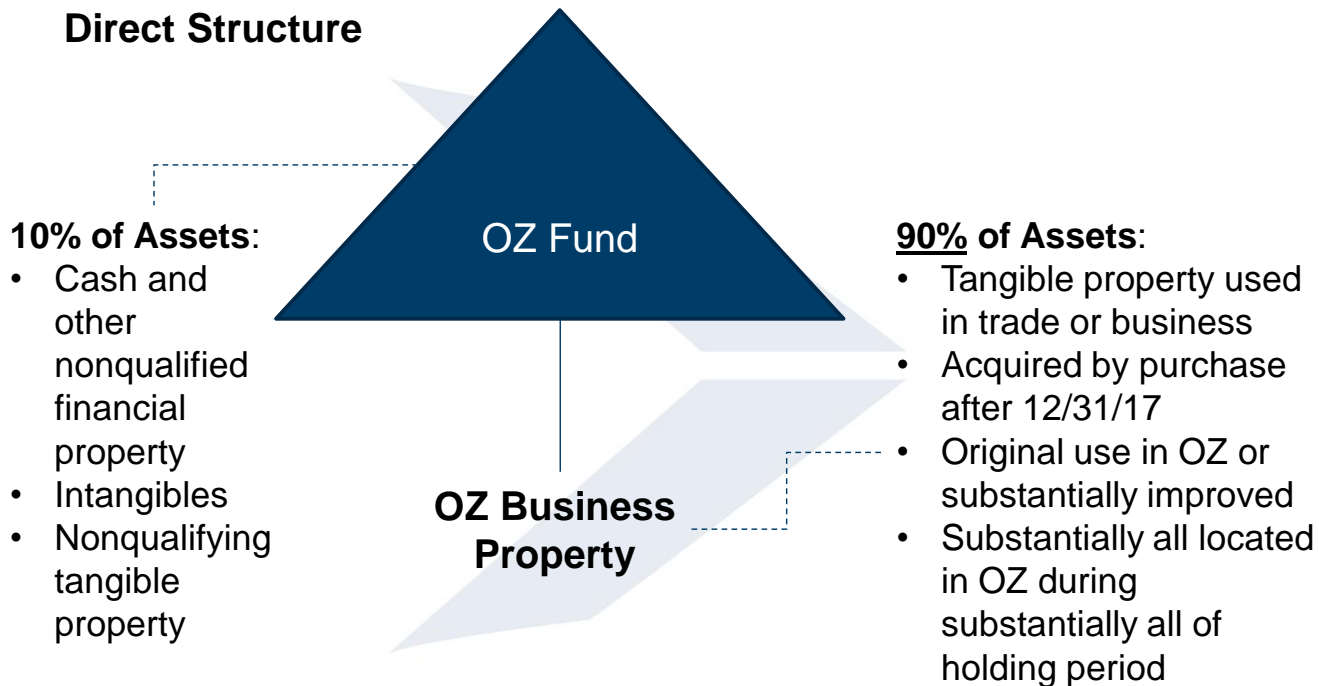 Direct Structure
OZ Fund
10% of Assets:
• Cash and
other
nonqualified
financial
property
• Intangibles
• Nonqualifying
tangible
property
OZ Business
Property
90% of Assets:
• Tangible property used
in trade or business
• Acquired by purchase
after 12/31/17
• Original use in OZ or
substantially improved
• Substantially all located
in OZ during
substantially all of
holding period